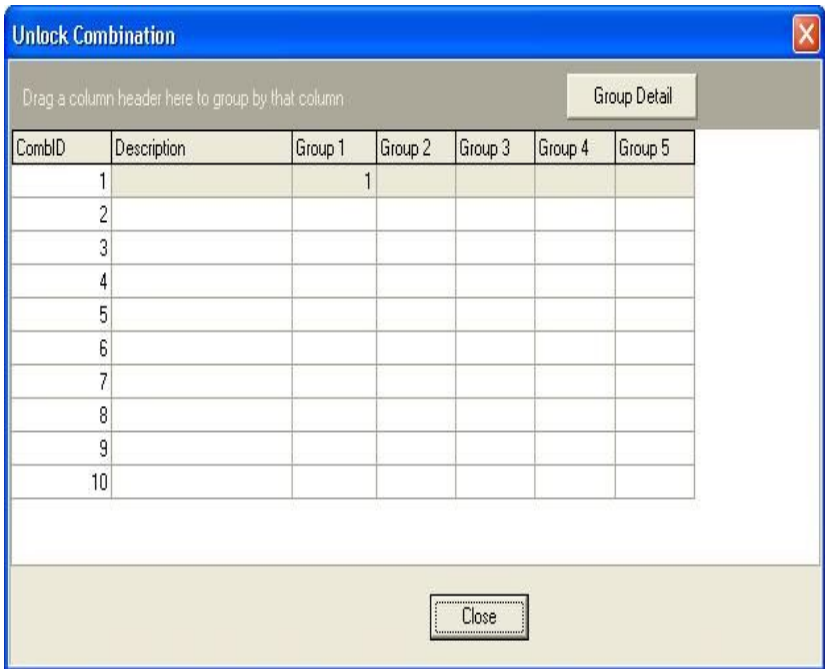 Unlock Combination
Drag a column header here to group by that column Group Detail
CombID Description Group 1 Group 2 Group 3 Group 4 Group 5
1 1
2
3
4
5
6
7
8
9
10
Close